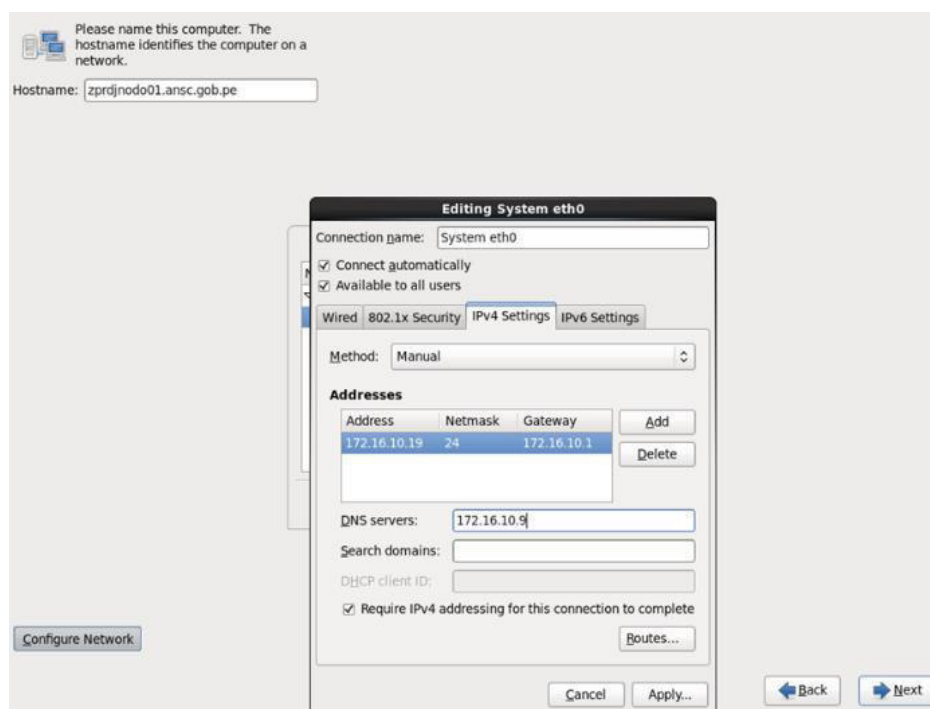 Please name this computer. The
hostname identifies the computer on a
network.
Hostname: zprdjnodo01.ansc.gob.pe
Editing System eth0
Connection name: System eth0
Connect automatically
Available to all users
Wired 802.1x Security IPv4 Settings IPv6 Settings
Method: Manual
Addresses
Address Netmask Gateway
172.16.10.19 24 172.16.10.1
Add
Delete
DNS servers: 172.16.10.9
Search domains:
DHCP client ID:
Require IPv4 addressing for this connection to complete
Routes...
Configure Network
Cancel Apply...
Back Next